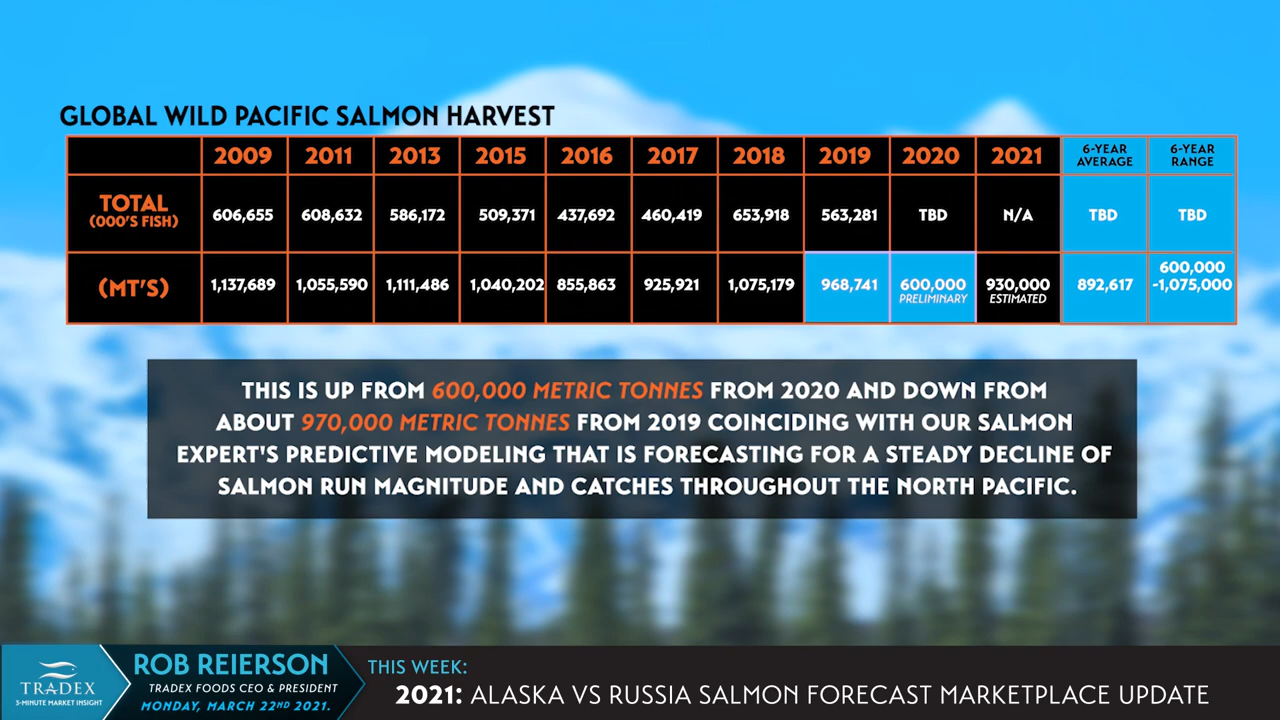 GLOBAL WILD PACIFIC SALMON HARVEST
2009 2011 2013 2015 2016 2017 2018 2019 2020 2021 6-YEAR AVERAGE 6-YEAR RANGE
TOTAL (000'S FISH) 606,655 608,632 586,172 509,371 437,692 460,419 653,918 563,281 TBD N/A TBD TBD
(MT'S) 1,137,689 1,055,590 1,111,486 1,040,202 855,863 925,921 1,075,179 968,741 600,000 PRELIMINARY 930,000 ESTIMATED 892,617 600,000 -1,075,000
THIS IS UP FROM 600,000 METRIC TONNES FROM 2020 AND DOWN FROM
ABOUT 970,000 METRIC TONNES FROM 2019 COINCIDING WITH OUR SALMON
EXPERT'S PREDICTIVE MODELING THAT IS FORECASTING FOR A STEADY DECLINE OF
SALMON RUN MAGNITUDE AND CATCHES THROUGHOUT THE NORTH PACIFIC.
TRADEX
3-MINUTE MARKET INSIGHT
ROB REIERSON
TRADEX FOODS CEO & PRESIDENT
MONDAY, MARCH 22ND 2021.
THIS WEEK:
2021: ALASKA VS RUSSIA SALMON FORECAST MARKETPLACE UPDATE